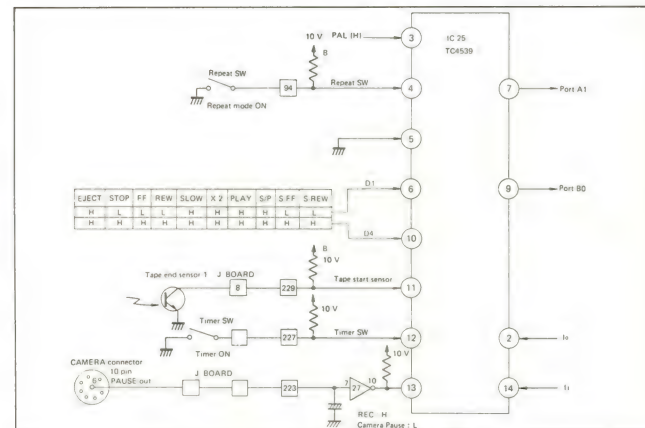 10 V PAL (H) 3 IC 25
TC4539
B
Repeat SW 94 Repeat SW 4 7 Port A1
Repeat mode ON
5
EJECT STOP FF REW SLOW X 2 PLAY S/P S.FF S.REW
H L L L H H H H L L
H H H H H H H H H H
D1 6 9 Port B0
D4 10
B
10 V
Tape end sensor 1 J BOARD
8 229 Tape start sensor 11
10 V
Timer SW 227 Timer SW 12 2
Timer ON
CAMERA connector
10 pin
6 PAUSE out J BOARD
10 V
223 7 27 10 13 14
REC H
Camera Pause : L